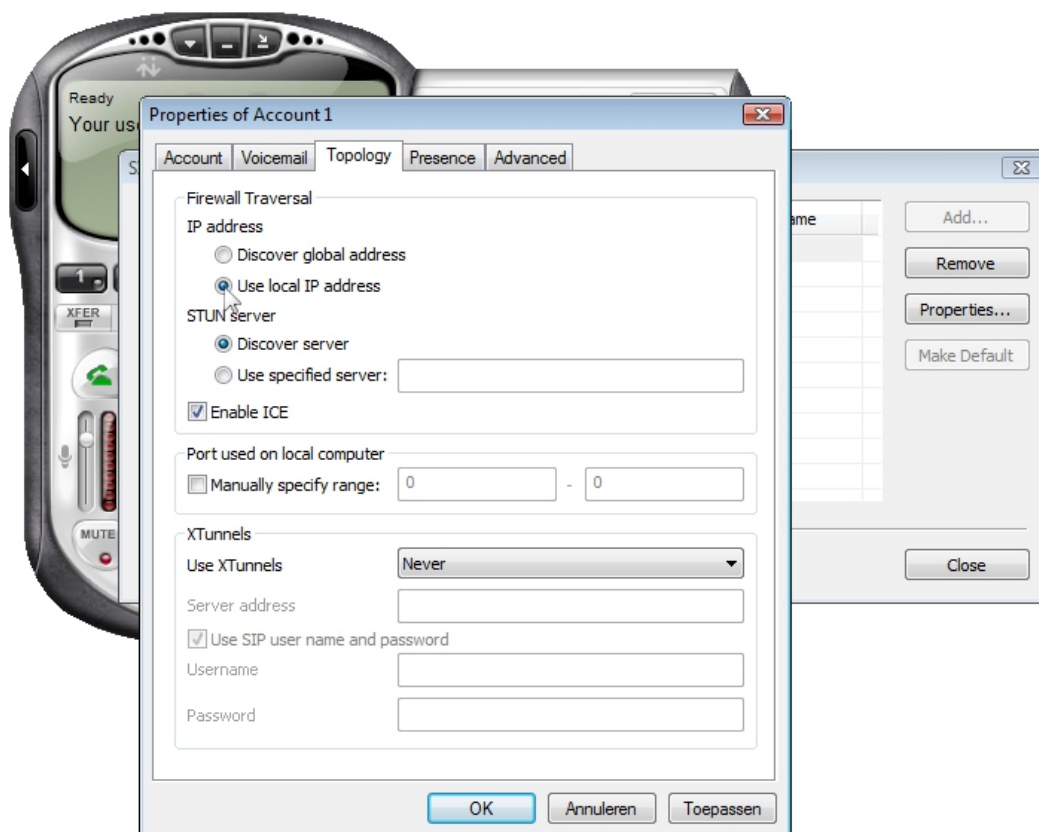 Ready
Your use
Properties of Account 1
Account Voicemail Topology Presence Advanced
Firewall Traversal
IP address
Discover global address
Use local IP address
STUN server
Discover server
Use specified server:
Enable ICE
Port used on local computer
Manually specify range: 0 - 0
XTunnels
Use XTunnels Never
Server address
Use SIP user name and password
Username
Password
OK Annuleren Toepassen
ame
Add...
Remove
Properties...
Make Default
Close
1
XFER
MUTE